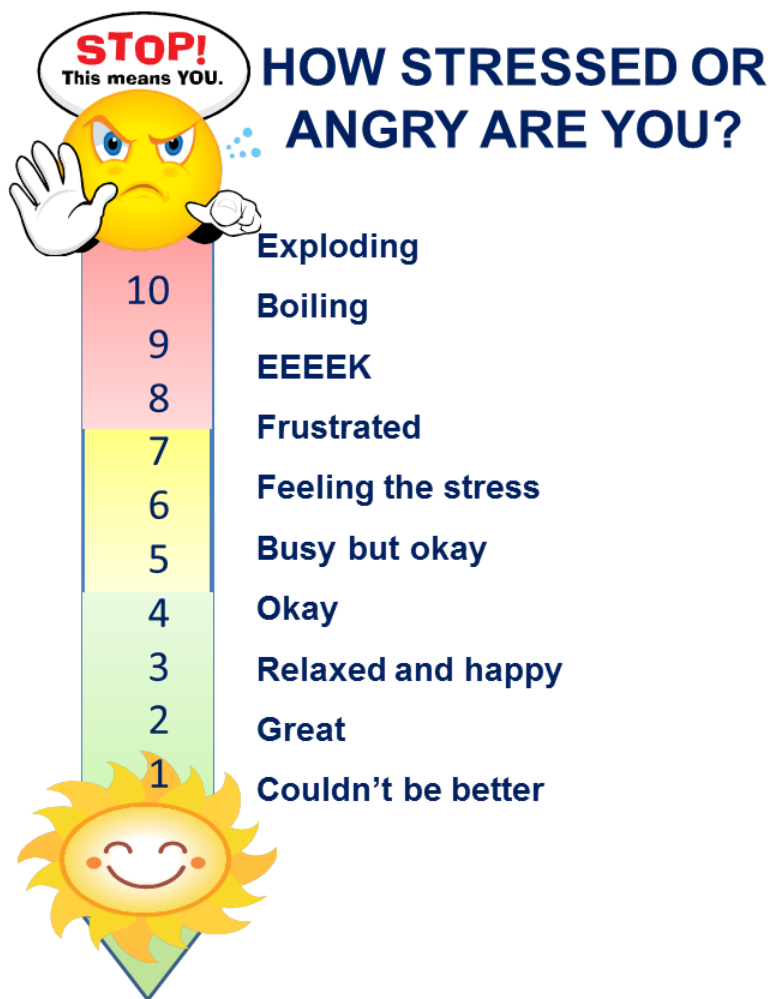 STOP!
This means YOU.
HOW STRESSED OR
ANGRY ARE YOU?
Exploding
10
Boiling
9
EEEEK
8
Frustrated
7
Feeling the stress
6
Busy but okay
5
Okay
4
Relaxed and happy
3
Great
2
Couldn't be better
1